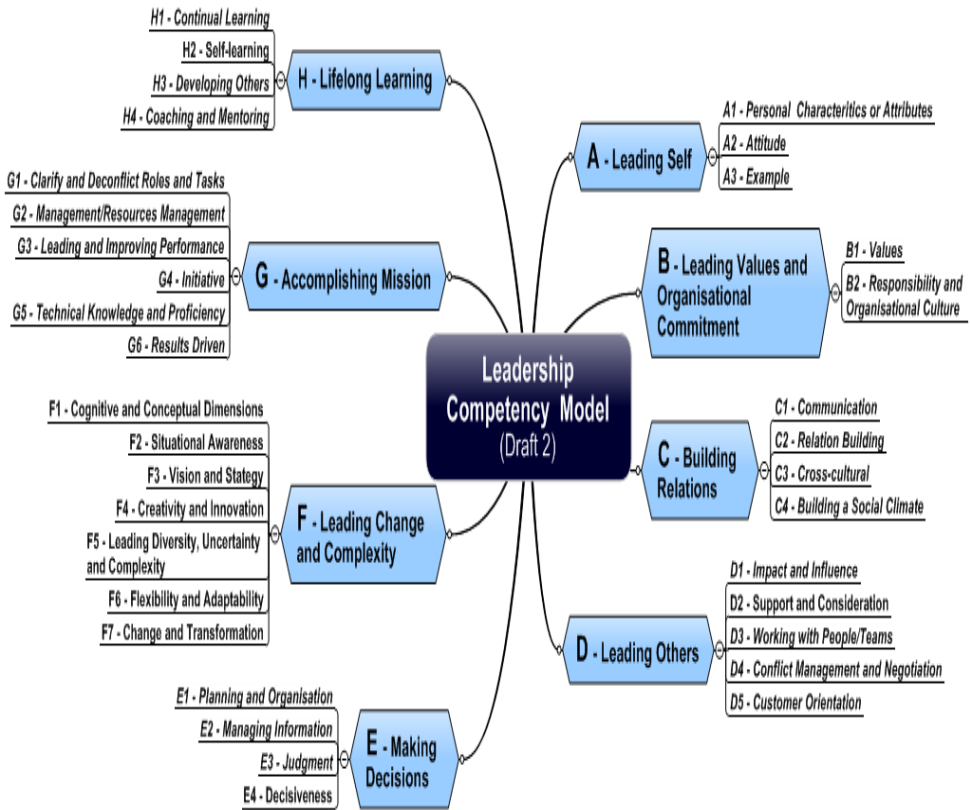 Leadership
Competency Model
(Draft 2)
A - Leading Self
A1 - Personal Characteritics or Attributes
A2 - Attitude
A3 - Example
B - Leading Values and
Organisational
Commitment
B1 - Values
B2 - Responsibility and
Organisational Culture
C - Building
Relations
C1 - Communication
C2 - Relation Building
C3 - Cross-cultural
C4 - Building a Social Climate
D - Leading Others
D1 - Impact and Influence
D2 - Support and Consideration
D3 - Working with People/Teams
D4 - Conflict Management and Negotiation
D5 - Customer Orientation
E - Making
Decisions
E1 - Planning and Organisation
E2 - Managing Information
E3 - Judgment
E4 - Decisiveness
F - Leading Change
and Complexity
F1 - Cognitive and Conceptual Dimensions
F2 - Situational Awareness
F3 - Vision and Stategy
F4 - Creativity and Innovation
F5 - Leading Diversity, Uncertainty
and Complexity
F6 - Flexibility and Adaptability
F7 - Change and Transformation
G - Accomplishing Mission
G1 - Clarify and Deconflict Roles and Tasks
G2 - Management/Resources Management
G3 - Leading and Improving Performance
G4 - Initiative
G5 - Technical Knowledge and Proficiency
G6 - Results Driven
H - Lifelong Learning
H1 - Continual Learning
H2 - Self-learning
H3 - Developing Others
H4 - Coaching and Mentoring